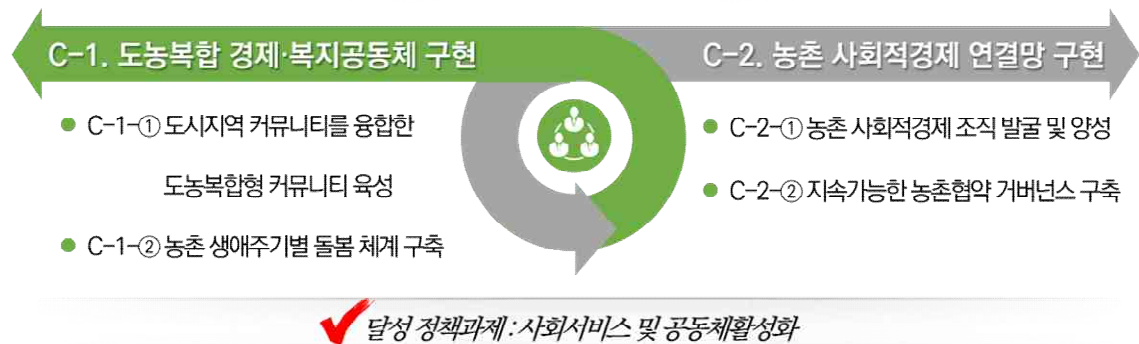 C-1. 도농복합 경제·복지공동체 구현
C-1-① 도시지역 커뮤니티를 융합한
도농복합형 커뮤니티 육성
C-1-② 농촌 생애주기별 돌봄 체계 구축
C-2. 농촌 사회적경제 연결망 구현
C-2-① 농촌 사회적경제 조직 발굴 및 양성
C-2-② 지속가능한 농촌협약 거버넌스 구축
달성 정책과제 : 사회서비스 및 공동체활성화